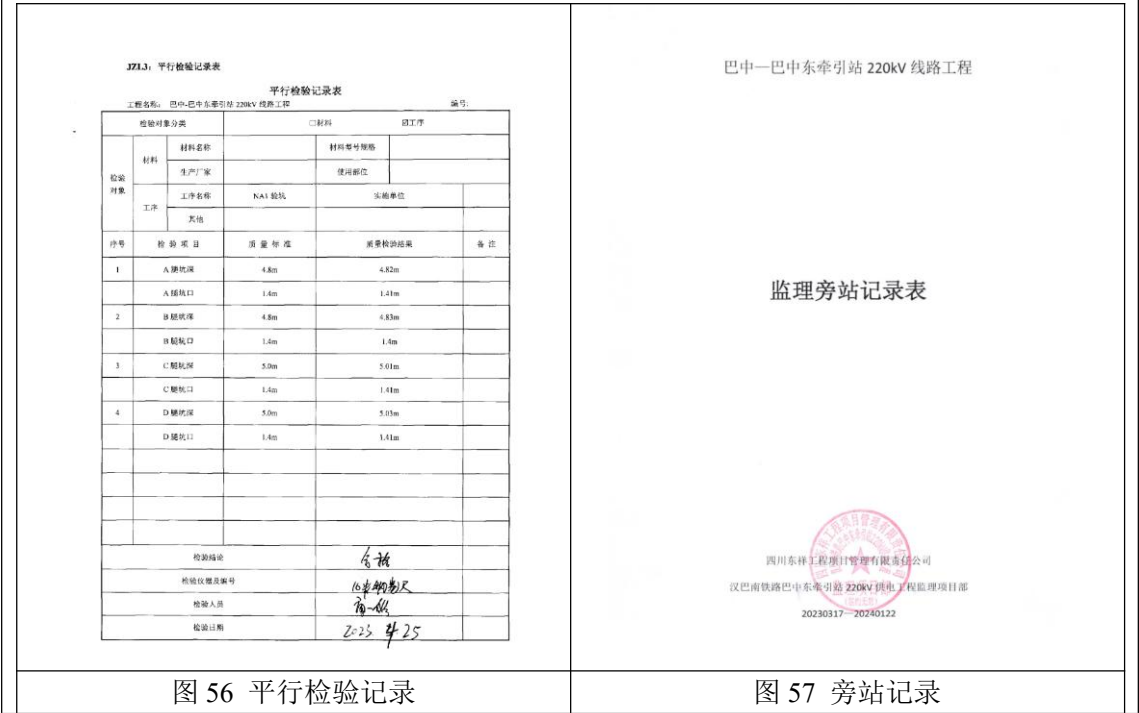 JZL3：平行检验记录表
平行检验记录表
工程名称： 巴中-巴中东牵引站 220kV 线路工程 编号:
检验对象分类 □材料 ☑工序
检验对象 材料 材料名称 材料型号规格
生产厂家 使用部位
工序 工序名称 NA1 验坑 实施单位
其他
序号 检 验 项 目 质 量 标 准 质量检验结果 备 注
1 A 腿坑深 4.8m 4.82m
A 腿坑口 1.4m 1.41m
2 B 腿坑深 4.8m 4.83m
B 腿坑口 1.4m 1.4m
3 C 腿坑深 5.0m 5.01m
C 腿坑口 1.4m 1.41m
4 D 腿坑深 5.0m 5.03m
D 腿坑口 1.4m 1.41m
检验结论 合格
检验仪器及编号
检验人员
检验日期 2023 4 25
图 56 平行检验记录
巴中—巴中东牵引站 220kV 线路工程
监理旁站记录表
四川东祥工程项目管理有限责任公司
汉巴南铁路巴中东牵引站 220kV 供电工程监理项目部
20230317—20240122
图 57 旁站记录